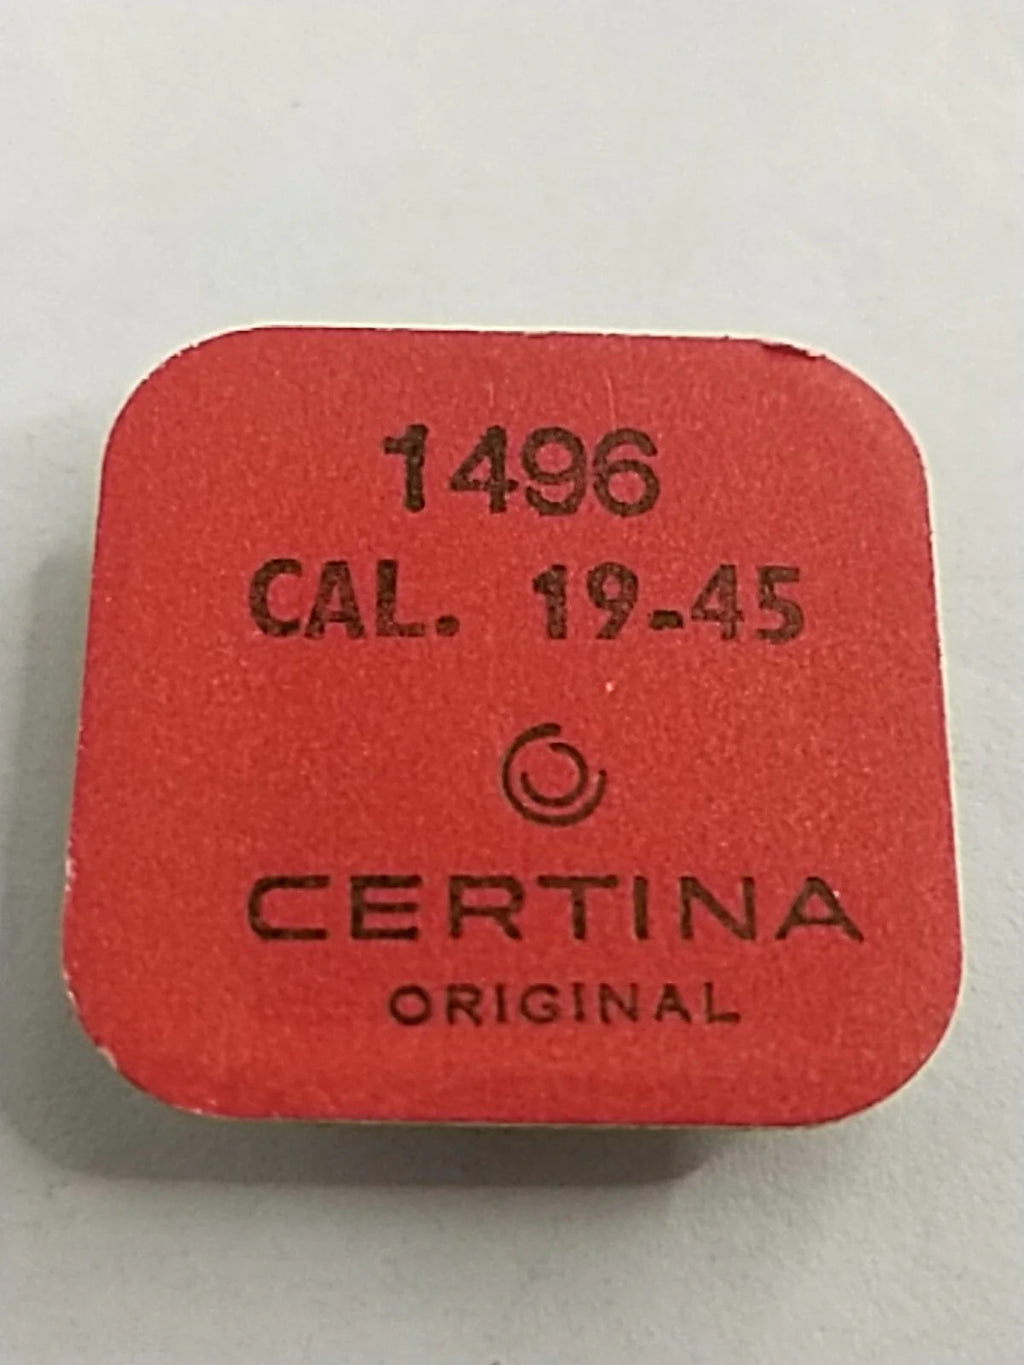 1496
CAL. 19-45
CERTINA
ORIGINAL